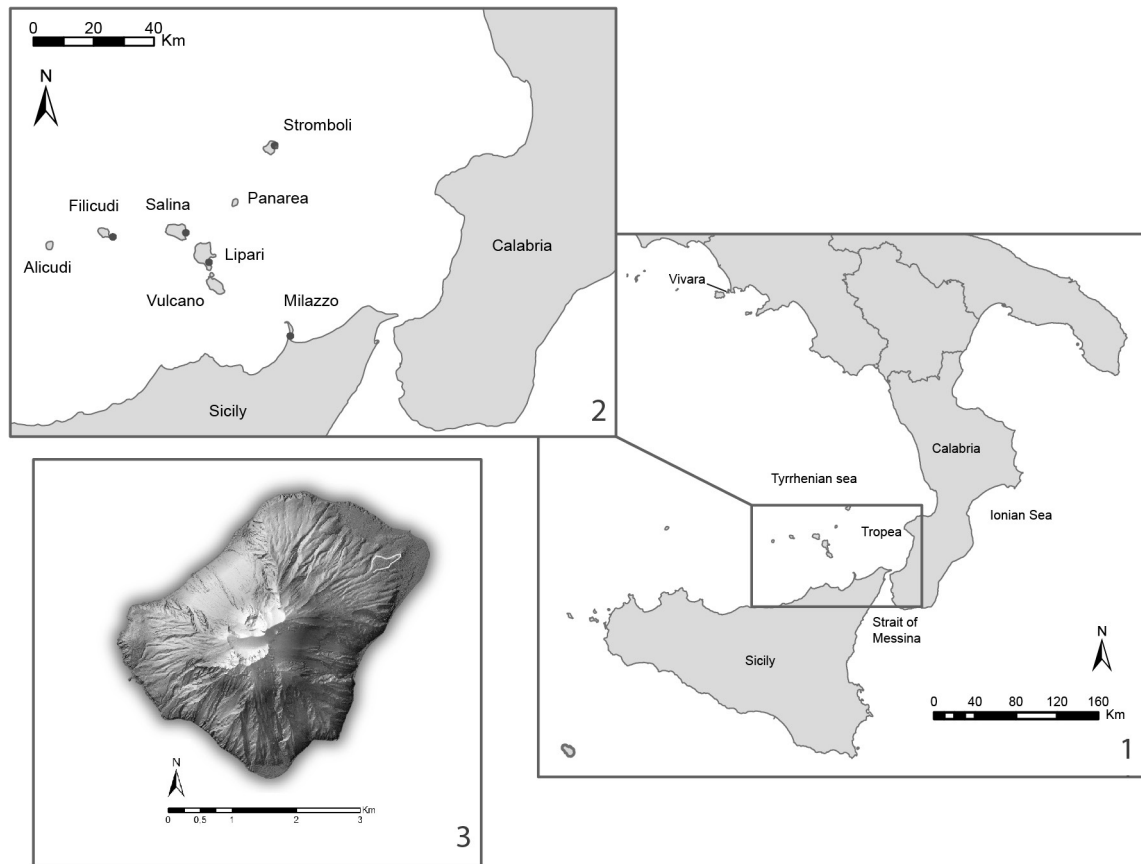 0 20 40
Km
N
Stromboli
Panarea
Filicudi
Salina
Alicudi
Lipari
Calabria
Vulcano
Milazzo
Sicily
2
Vivara
Calabria
Tyrrhenian sea
Tropea
Ionian Sea
Strait of
Messina
Sicily
N
0 40 80 120 160
Km
1
N
Km
0 0.5 1 2 3
3